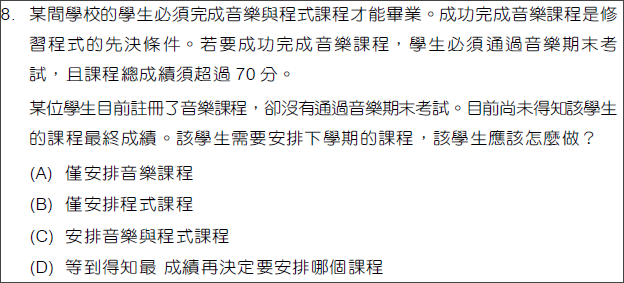 8. 某間學校的學生必須完成音樂與程式課程才能畢業。成功完成音樂課程是修
習程式的先決條件。若要成功完成音樂課程，學生必須通過音樂期末考
試，且課程總成績須超過 70 分。
某位學生目前註冊了音樂課程，卻沒有通過音樂期末考試。目前尚未得知該學生
的課程最終成績。該學生需要安排下學期的課程，該學生應該怎麼做？
(A) 僅安排音樂課程
(B) 僅安排程式課程
(C) 安排音樂與程式課程
(D) 等到得知最 成績再決定要安排哪個課程